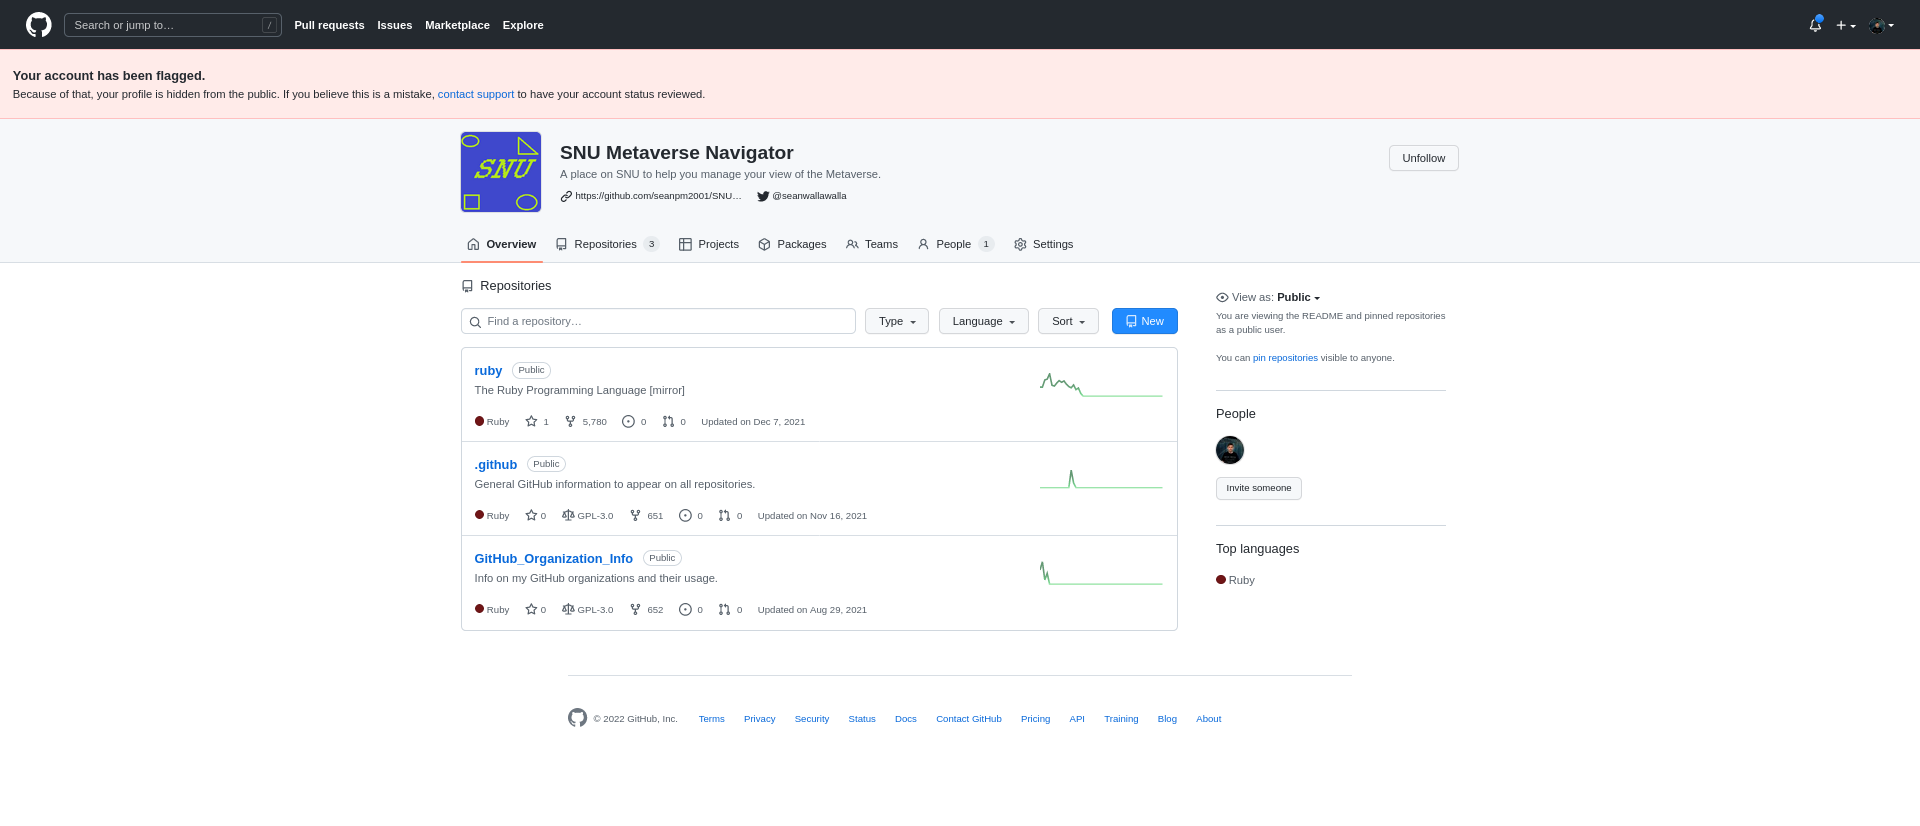 Search or jump to… / Pull requests Issues Marketplace Explore
Your account has been flagged.
Because of that, your profile is hidden from the public. If you believe this is a mistake, contact support to have your account status reviewed.
SNU
SNU Metaverse Navigator
A place on SNU to help you manage your view of the Metaverse.
https://github.com/seanpm2001/SNU… @seanwallawalla
Unfollow
Overview Repositories 3 Projects Packages Teams People 1 Settings
Repositories
Find a repository… Type Language Sort New
ruby Public
The Ruby Programming Language [mirror]
Ruby 1 5,780 0 0 Updated on Dec 7, 2021
.github Public
General GitHub information to appear on all repositories.
Ruby 0 GPL-3.0 651 0 0 Updated on Nov 16, 2021
GitHub_Organization_Info Public
Info on my GitHub organizations and their usage.
Ruby 0 GPL-3.0 652 0 0 Updated on Aug 29, 2021
View as: Public
You are viewing the README and pinned repositories
as a public user.
You can pin repositories visible to anyone.
People
Invite someone
Top languages
Ruby
© 2022 GitHub, Inc. Terms Privacy Security Status Docs Contact GitHub Pricing API Training Blog About